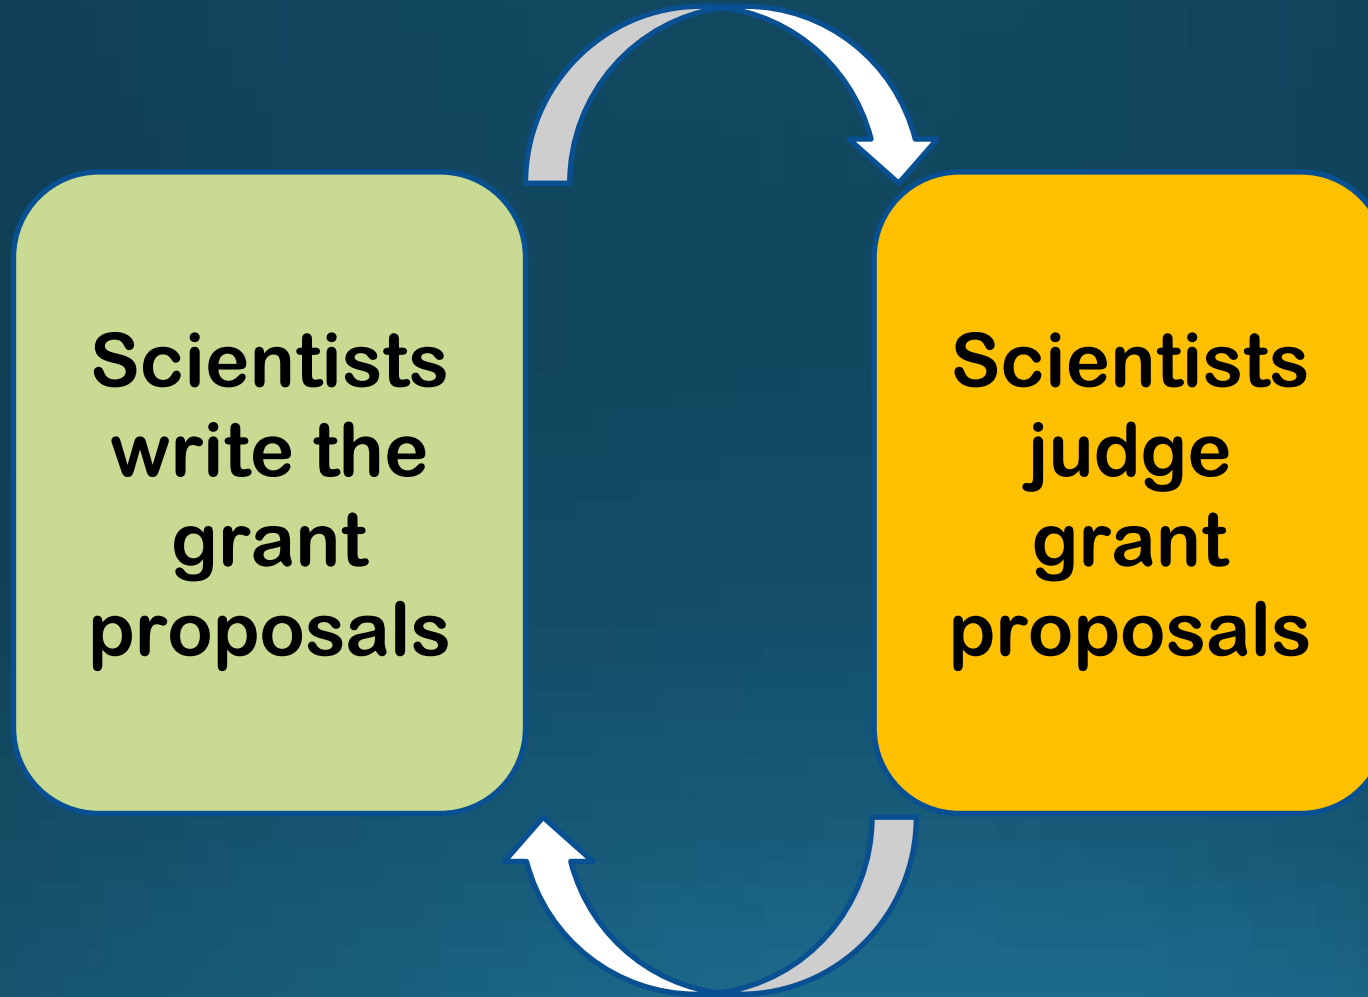 Scientists
write the
grant
proposals
Scientists
judge
grant
proposals